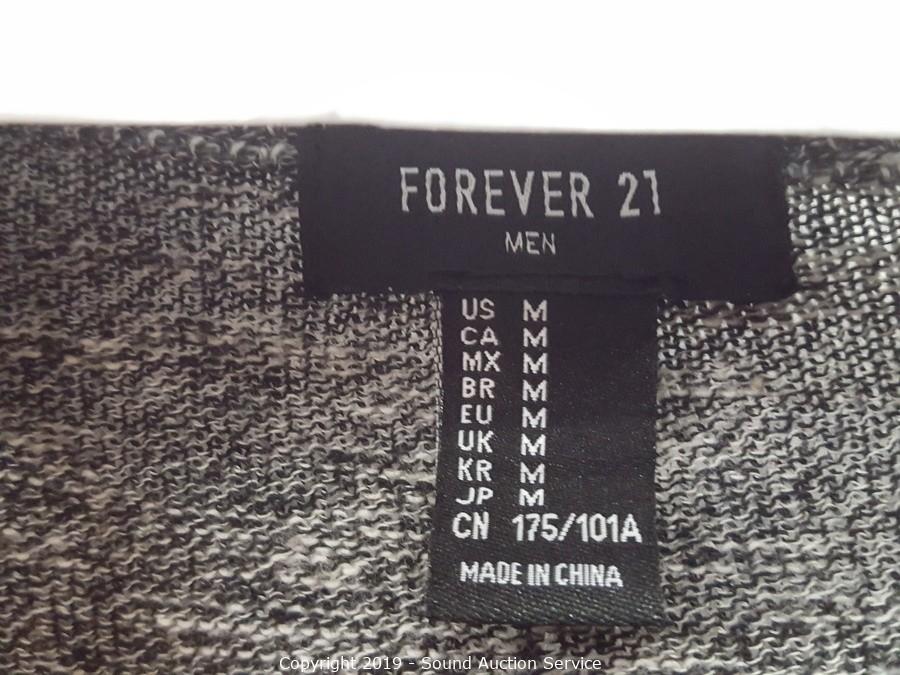 FOREVER 21
MEN
US M
CA M
MX M
BR M
EU M
UK M
KR M
JP M
CN 175/101A
MADE IN CHINA
Copyright 2019 - Sound Auction Service